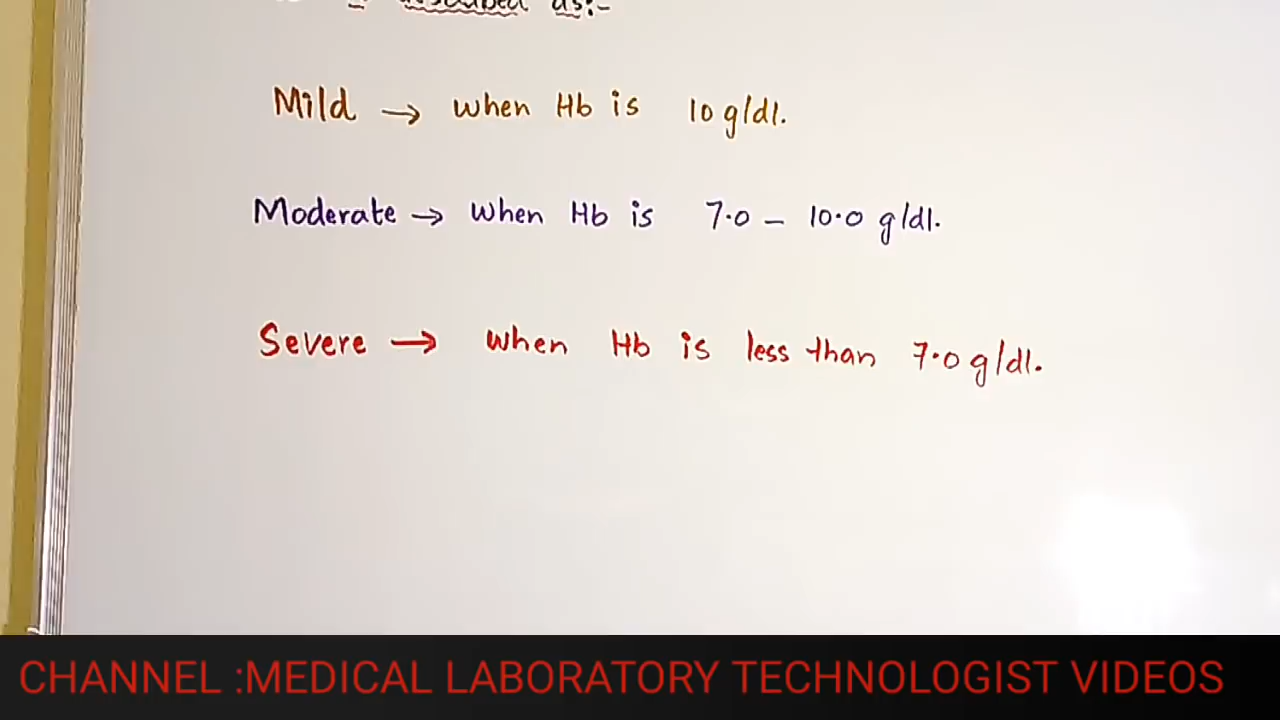 as:-
Mild → when Hb is 10 g/dl.
Moderate → when Hb is 7.0 – 10.0 g/dl.
Severe → when Hb is less than 7.0 g/dl.
CHANNEL :MEDICAL LABORATORY TECHNOLOGIST VIDEOS